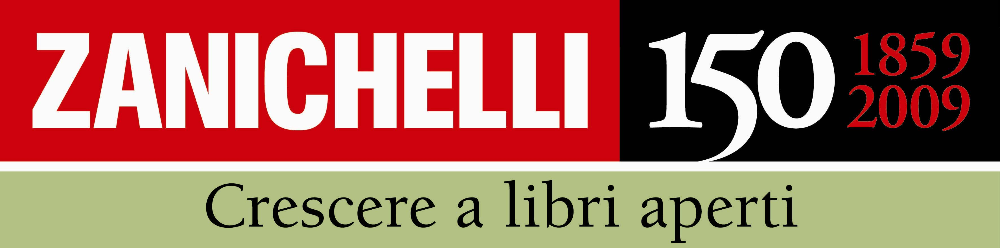 ZANICHELLI 150 1859
2009
Crescere a libri aperti